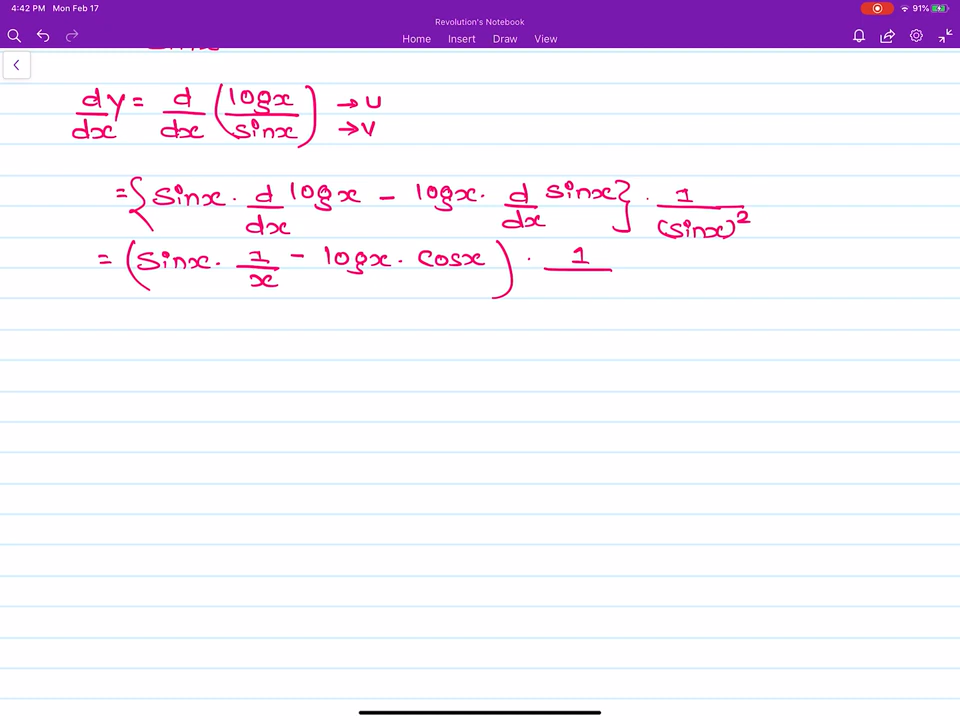 4:42 PM Mon Feb 17 91%
Revolution's Notebook
Home Insert Draw View
dy/dx = d/dx (logx/sinx) →u →v
= {sinx · d/dx logx - logx · d/dx sinx} · 1/(sinx)²
= (sinx · 1/x - logx · cosx) · 1